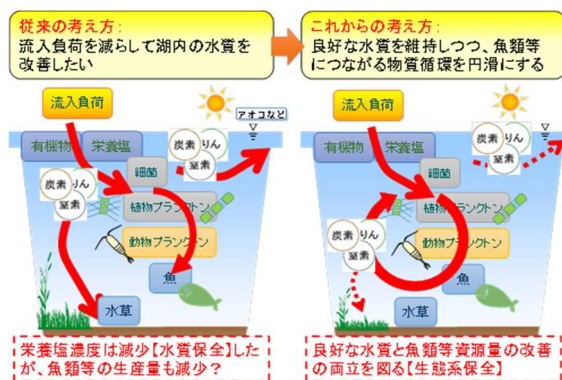 従来の考え方:
流入負荷を減らして湖内の水質を
改善したい
これからの考え方:
良好な水質を維持しつつ、魚類等
につながる物質循環を円滑にする
流入負荷
アオコなど
有機物
栄養塩
炭素
りん
窒素
細菌
炭素
りん
窒素
植物プランクトン
動物プランクトン
魚
水草
栄養塩濃度は減少【水質保全】した
が、魚類等の生産量も減少?
流入負荷
有機物
栄養塩
炭素
りん
窒素
細菌
植物プランクトン
炭素
りん
窒素
動物プランクトン
魚
水草
良好な水質と魚類等資源量の改善
の両立を図る【生態系保全】